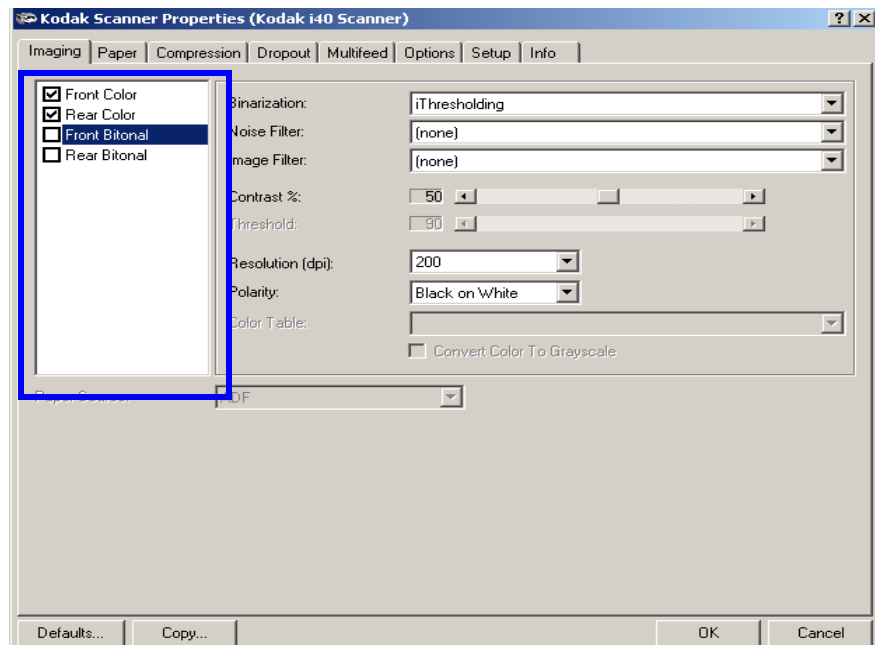 Kodak Scanner Properties (Kodak i40 Scanner)
Imaging Paper Compression Dropout Multifeed Options Setup Info
Front Color
Rear Color
Front Bitonal
Rear Bitonal
Binarization: iThresholding
Noise Filter: (none)
Image Filter: (none)
Contrast %: 50
Threshold: 90
Resolution (dpi): 200
Polarity: Black on White
Color Table:
Convert Color To Grayscale
Paper Source: ADF
Defaults... Copy... OK Cancel